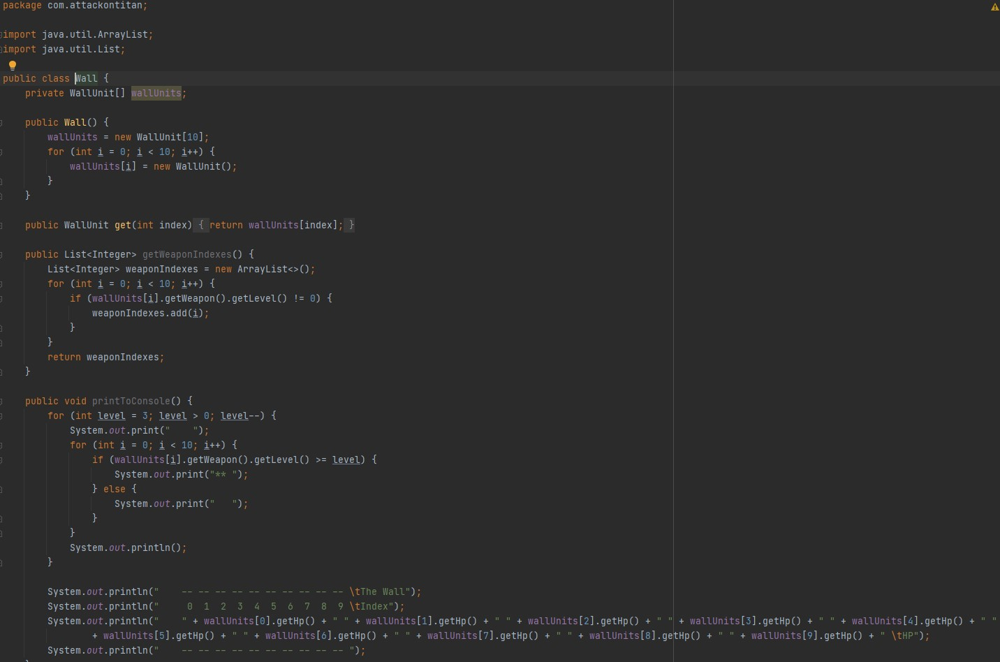 package com.attackontitan;
import java.util.ArrayList;
import java.util.List;
public class Wall {
private WallUnit[] wallUnits;
public Wall() {
wallUnits = new WallUnit[10];
for (int i = 0; i < 10; i++) {
wallUnits[i] = new WallUnit();
}
}
public WallUnit get(int index) { return wallUnits[index]; }
public List<Integer> getWeaponIndexes() {
List<Integer> weaponIndexes = new ArrayList<>();
for (int i = 0; i < 10; i++) {
if (wallUnits[i].getWeapon().getLevel() != 0) {
weaponIndexes.add(i);
}
}
return weaponIndexes;
}
public void printToConsole() {
for (int level = 3; level > 0; level--) {
System.out.print("    ");
for (int i = 0; i < 10; i++) {
if (wallUnits[i].getWeapon().getLevel() >= level) {
System.out.print("** ");
} else {
System.out.print("   ");
}
}
System.out.println();
}
System.out.println("    -- -- -- -- -- -- -- -- -- -- \tThe Wall");
System.out.println("     0  1  2  3  4  5  6  7  8  9 \tIndex");
System.out.println("    " + wallUnits[0].getHp() + " " + wallUnits[1].getHp() + " " + wallUnits[2].getHp() + " " + wallUnits[3].getHp() + " " + wallUnits[4].getHp() + " "
+ wallUnits[5].getHp() + " " + wallUnits[6].getHp() + " " + wallUnits[7].getHp() + " " + wallUnits[8].getHp() + " " + wallUnits[9].getHp() + " \tHP");
System.out.println("    -- -- -- -- -- -- -- -- -- -- ");